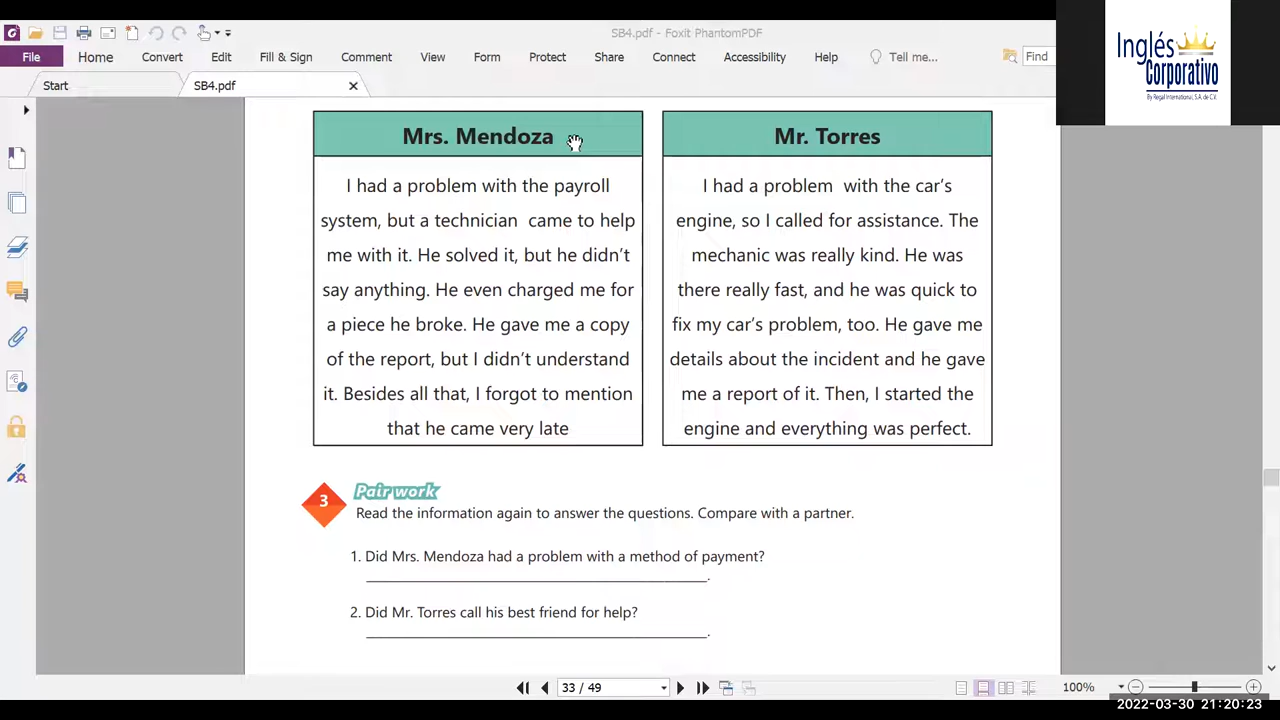 SB4.pdf - Foxit PhantomPDF
File Home Convert Edit Fill & Sign Comment View Form Protect Share Connect Accessibility Help Tell me... Find
Start SB4.pdf
Inglés
Corporativo
By Regal International, S.A. de C.V.
Mrs. Mendoza
I had a problem with the payroll
system, but a technician came to help
me with it. He solved it, but he didn't
say anything. He even charged me for
a piece he broke. He gave me a copy
of the report, but I didn't understand
it. Besides all that, I forgot to mention
that he came very late
Mr. Torres
I had a problem with the car's
engine, so I called for assistance. The
mechanic was really kind. He was
there really fast, and he was quick to
fix my car's problem, too. He gave me
details about the incident and he gave
me a report of it. Then, I started the
engine and everything was perfect.
3
Pair work
Read the information again to answer the questions. Compare with a partner.
1. Did Mrs. Mendoza had a problem with a method of payment?
2. Did Mr. Torres call his best friend for help?
33 / 49
100%
2022-03-30 21:20:23